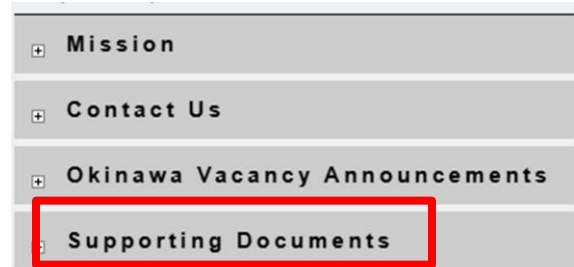 Mission
Contact Us
Okinawa Vacancy Announcements
Supporting Documents